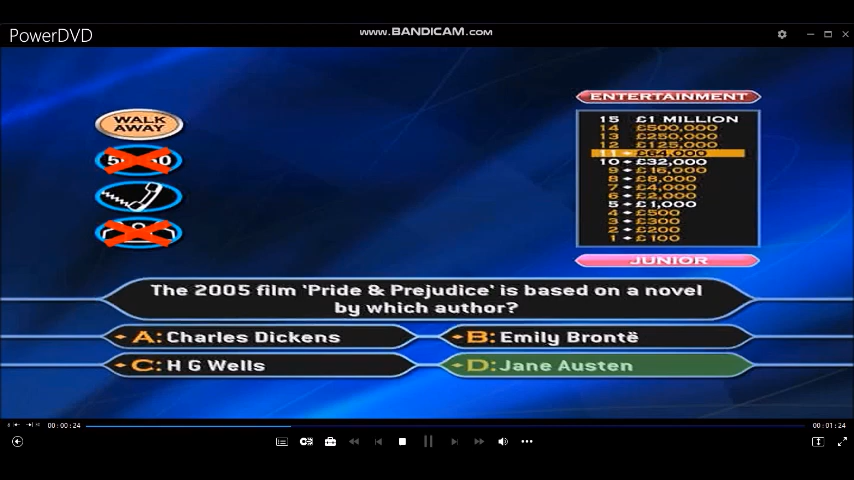 PowerDVD
www.BANDICAM.com
WALK
AWAY
ENTERTAINMENT
15 £1 MILLION
14 £500,000
13 £250,000
12 £125,000
11 £64,000
10 £32,000
9 £16,000
8 £8,000
7 £4,000
6 £2,000
5 £1,000
4 £500
3 £300
2 £200
1 £100
JUNIOR
The 2005 film 'Pride & Prejudice' is based on a novel
by which author?
A: Charles Dickens
B: Emily Brontë
C: H G Wells
D: Jane Austen
00:00:24
00:01:24